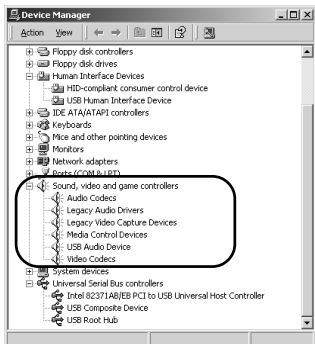 Device Manager
Action View
Floppy disk controllers
Floppy disk drives
Human Interface Devices
HID-compliant consumer control device
USB Human Interface Device
IDE ATA/ATAPI controllers
Keyboards
Mice and other pointing devices
Monitors
Network adapters
Ports (COM & LPT)
Sound, video and game controllers
Audio Codecs
Legacy Audio Drivers
Legacy Video Capture Devices
Media Control Devices
USB Audio Device
Video Codecs
System devices
Universal Serial Bus controllers
Intel 82371AB/EB PCI to USB Universal Host Controller
USB Composite Device
USB Root Hub